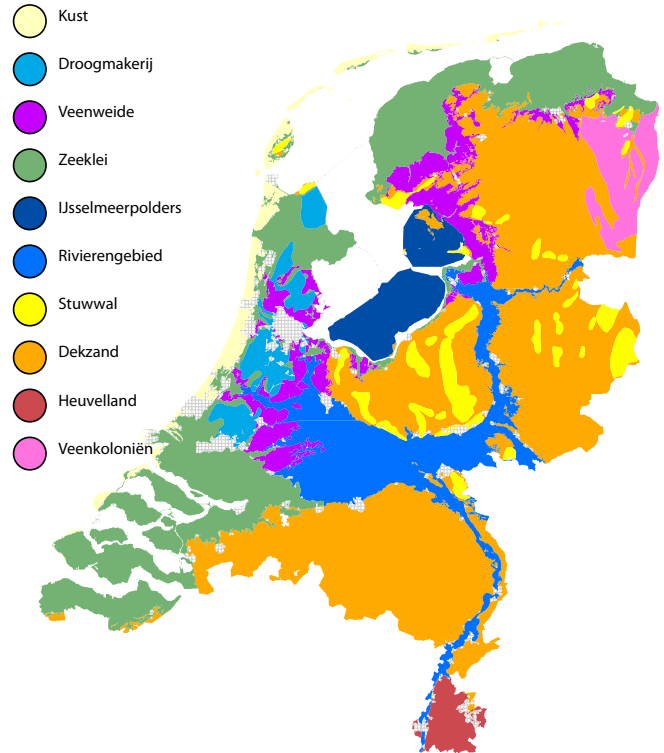 Kust
Droogmakerij
Veenweide
Zeeklei
IJsselmeerpolders
Rivierengebied
Stuwwal
Dekzand
Heuvelland
Veenkoloniën